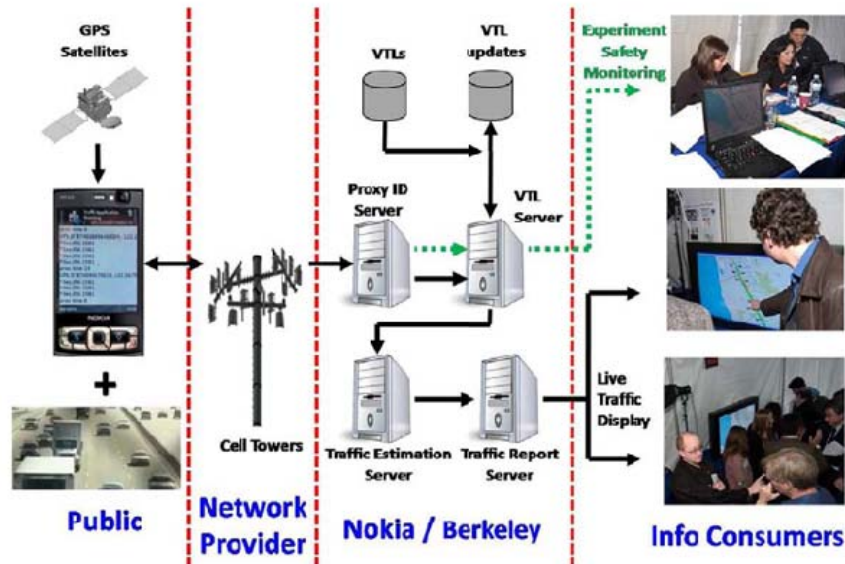 GPS
Satellites
VTLs
VTL
updates
Experiment
Safety
Monitoring
Proxy ID
Server
VTL
Server
NOKIA
Cell Towers
Traffic Estimation
Server
Traffic Report
Server
Live
Traffic
Display
Public
Network
Provider
Nokia / Berkeley
Info Consumers